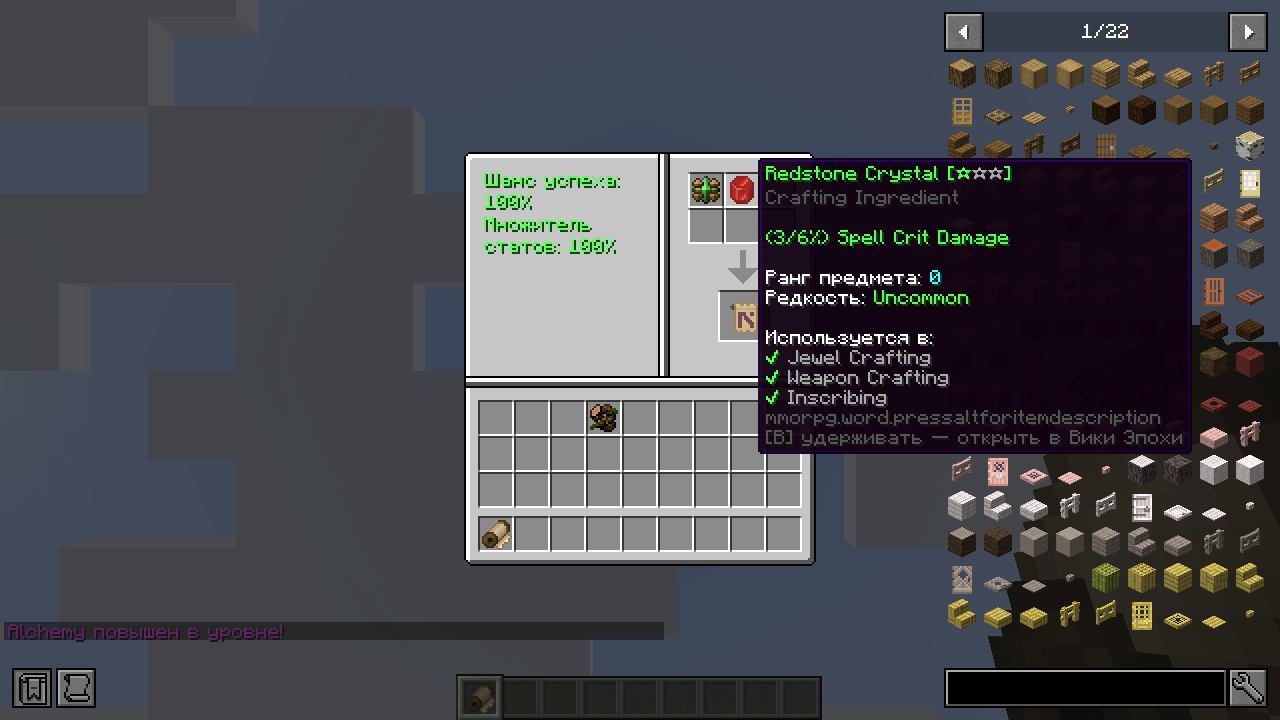 1/22
Шанс успеха:
100%
Множитель
статов: 100%
Redstone Crystal [★☆☆☆]
Crafting Ingredient
(3/6%) Spell Crit Damage
Ранг предмета: 0
Редкость: Uncommon
Используется в:
✓ Jewel Crafting
✓ Weapon Crafting
✓ Inscribing
mmorpg.word.pressaltforitemdescription
[B] удерживать — открыть в Вики Эпохи
Alchemy повышен в уровне!